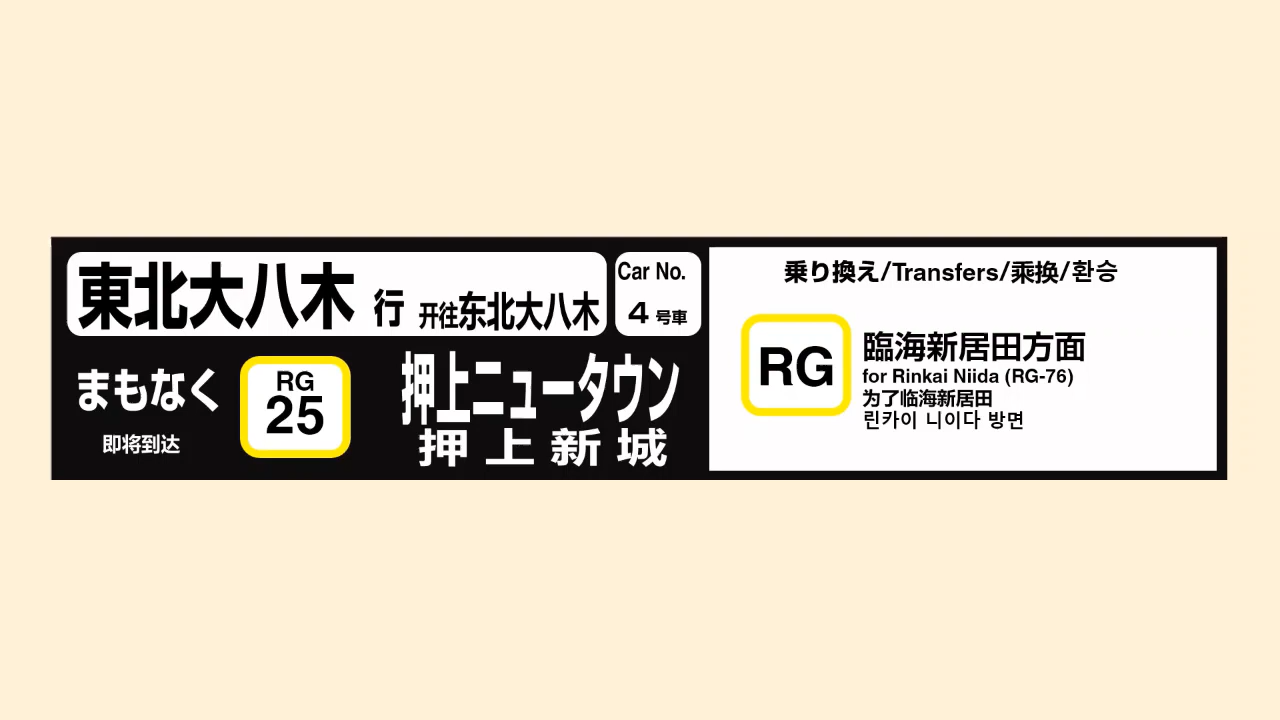 東北大八木 行 开往东北大八木
Car No.
4 号車
まもなく
即将到达
RG
25
押上ニュータウン
押上新城
乗り換え/Transfers/乘换/환승
RG
臨海新居田方面
for Rinkai Niida (RG-76)
为了临海新居田
린카이 니이다 방면